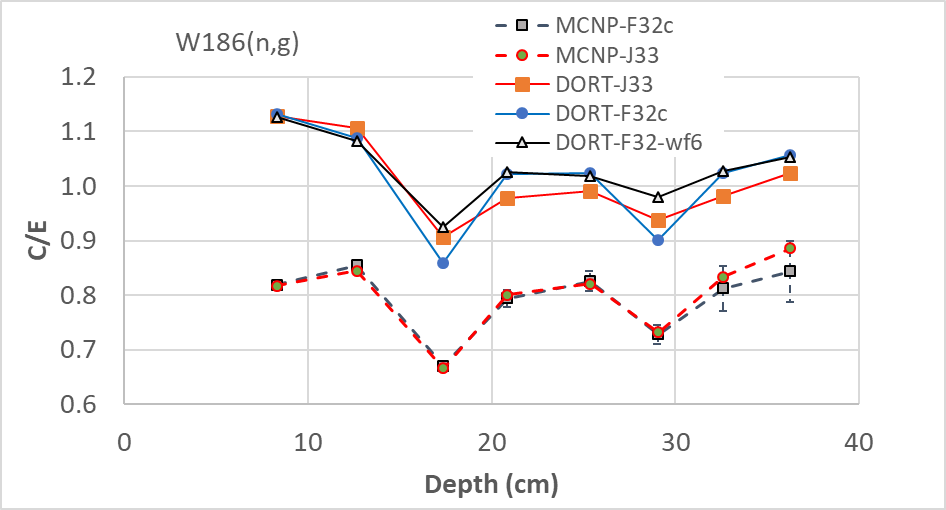 W186(n,g)
MCNP-F32c
MCNP-J33
DORT-J33
DORT-F32c
DORT-F32-wf6
1.2
1.1
1.0
0.9
0.8
0.7
0.6
C/E
0 10 20 30 40
Depth (cm)